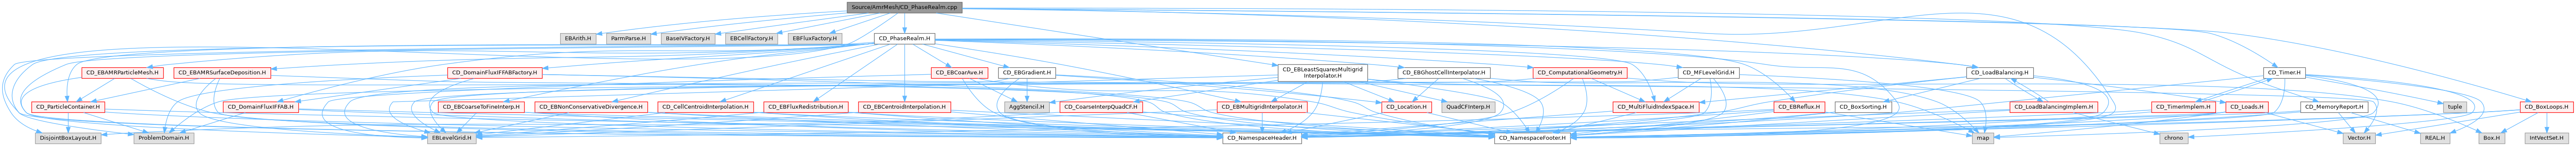 Source/AmrMesh/CD_PhaseRealm.cpp
EBArith.H
ParmParse.H
BaseIVFactory.H
EBCellFactory.H
EBFluxFactory.H
CD_PhaseRealm.H
CD_EBAMRParticleMesh.H
CD_EBAMRSurfaceDeposition.H
CD_DomainFluxIFFABFactory.H
CD_EBCoarAve.H
CD_EBGradient.H
CD_EBLeastSquaresMultigrid
Interpolator.H
CD_EBGhostCellInterpolator.H
CD_ComputationalGeometry.H
CD_MFLevelGrid.H
CD_LoadBalancing.H
CD_Timer.H
CD_ParticleContainer.H
CD_DomainFluxIFFAB.H
CD_EBCoarseToFineInterp.H
CD_EBNonConservativeDivergence.H
CD_CellCentroidInterpolation.H
CD_EBFluxRedistribution.H
CD_EBCentroidInterpolation.H
AggStencil.H
CD_CoarseInterpQuadCF.H
CD_EBMultigridInterpolator.H
CD_Location.H
QuadCFInterp.H
CD_MultiFluidIndexSpace.H
CD_EBReflux.H
CD_BoxSorting.H
CD_LoadBalancingImplem.H
CD_TimerImplem.H
CD_Loads.H
CD_MemoryReport.H
tuple
CD_BoxLoops.H
DisjointBoxLayout.H
ProblemDomain.H
EBLevelGrid.H
CD_NamespaceHeader.H
CD_NamespaceFooter.H
map
chrono
Vector.H
REAL.H
Box.H
IntVectSet.H